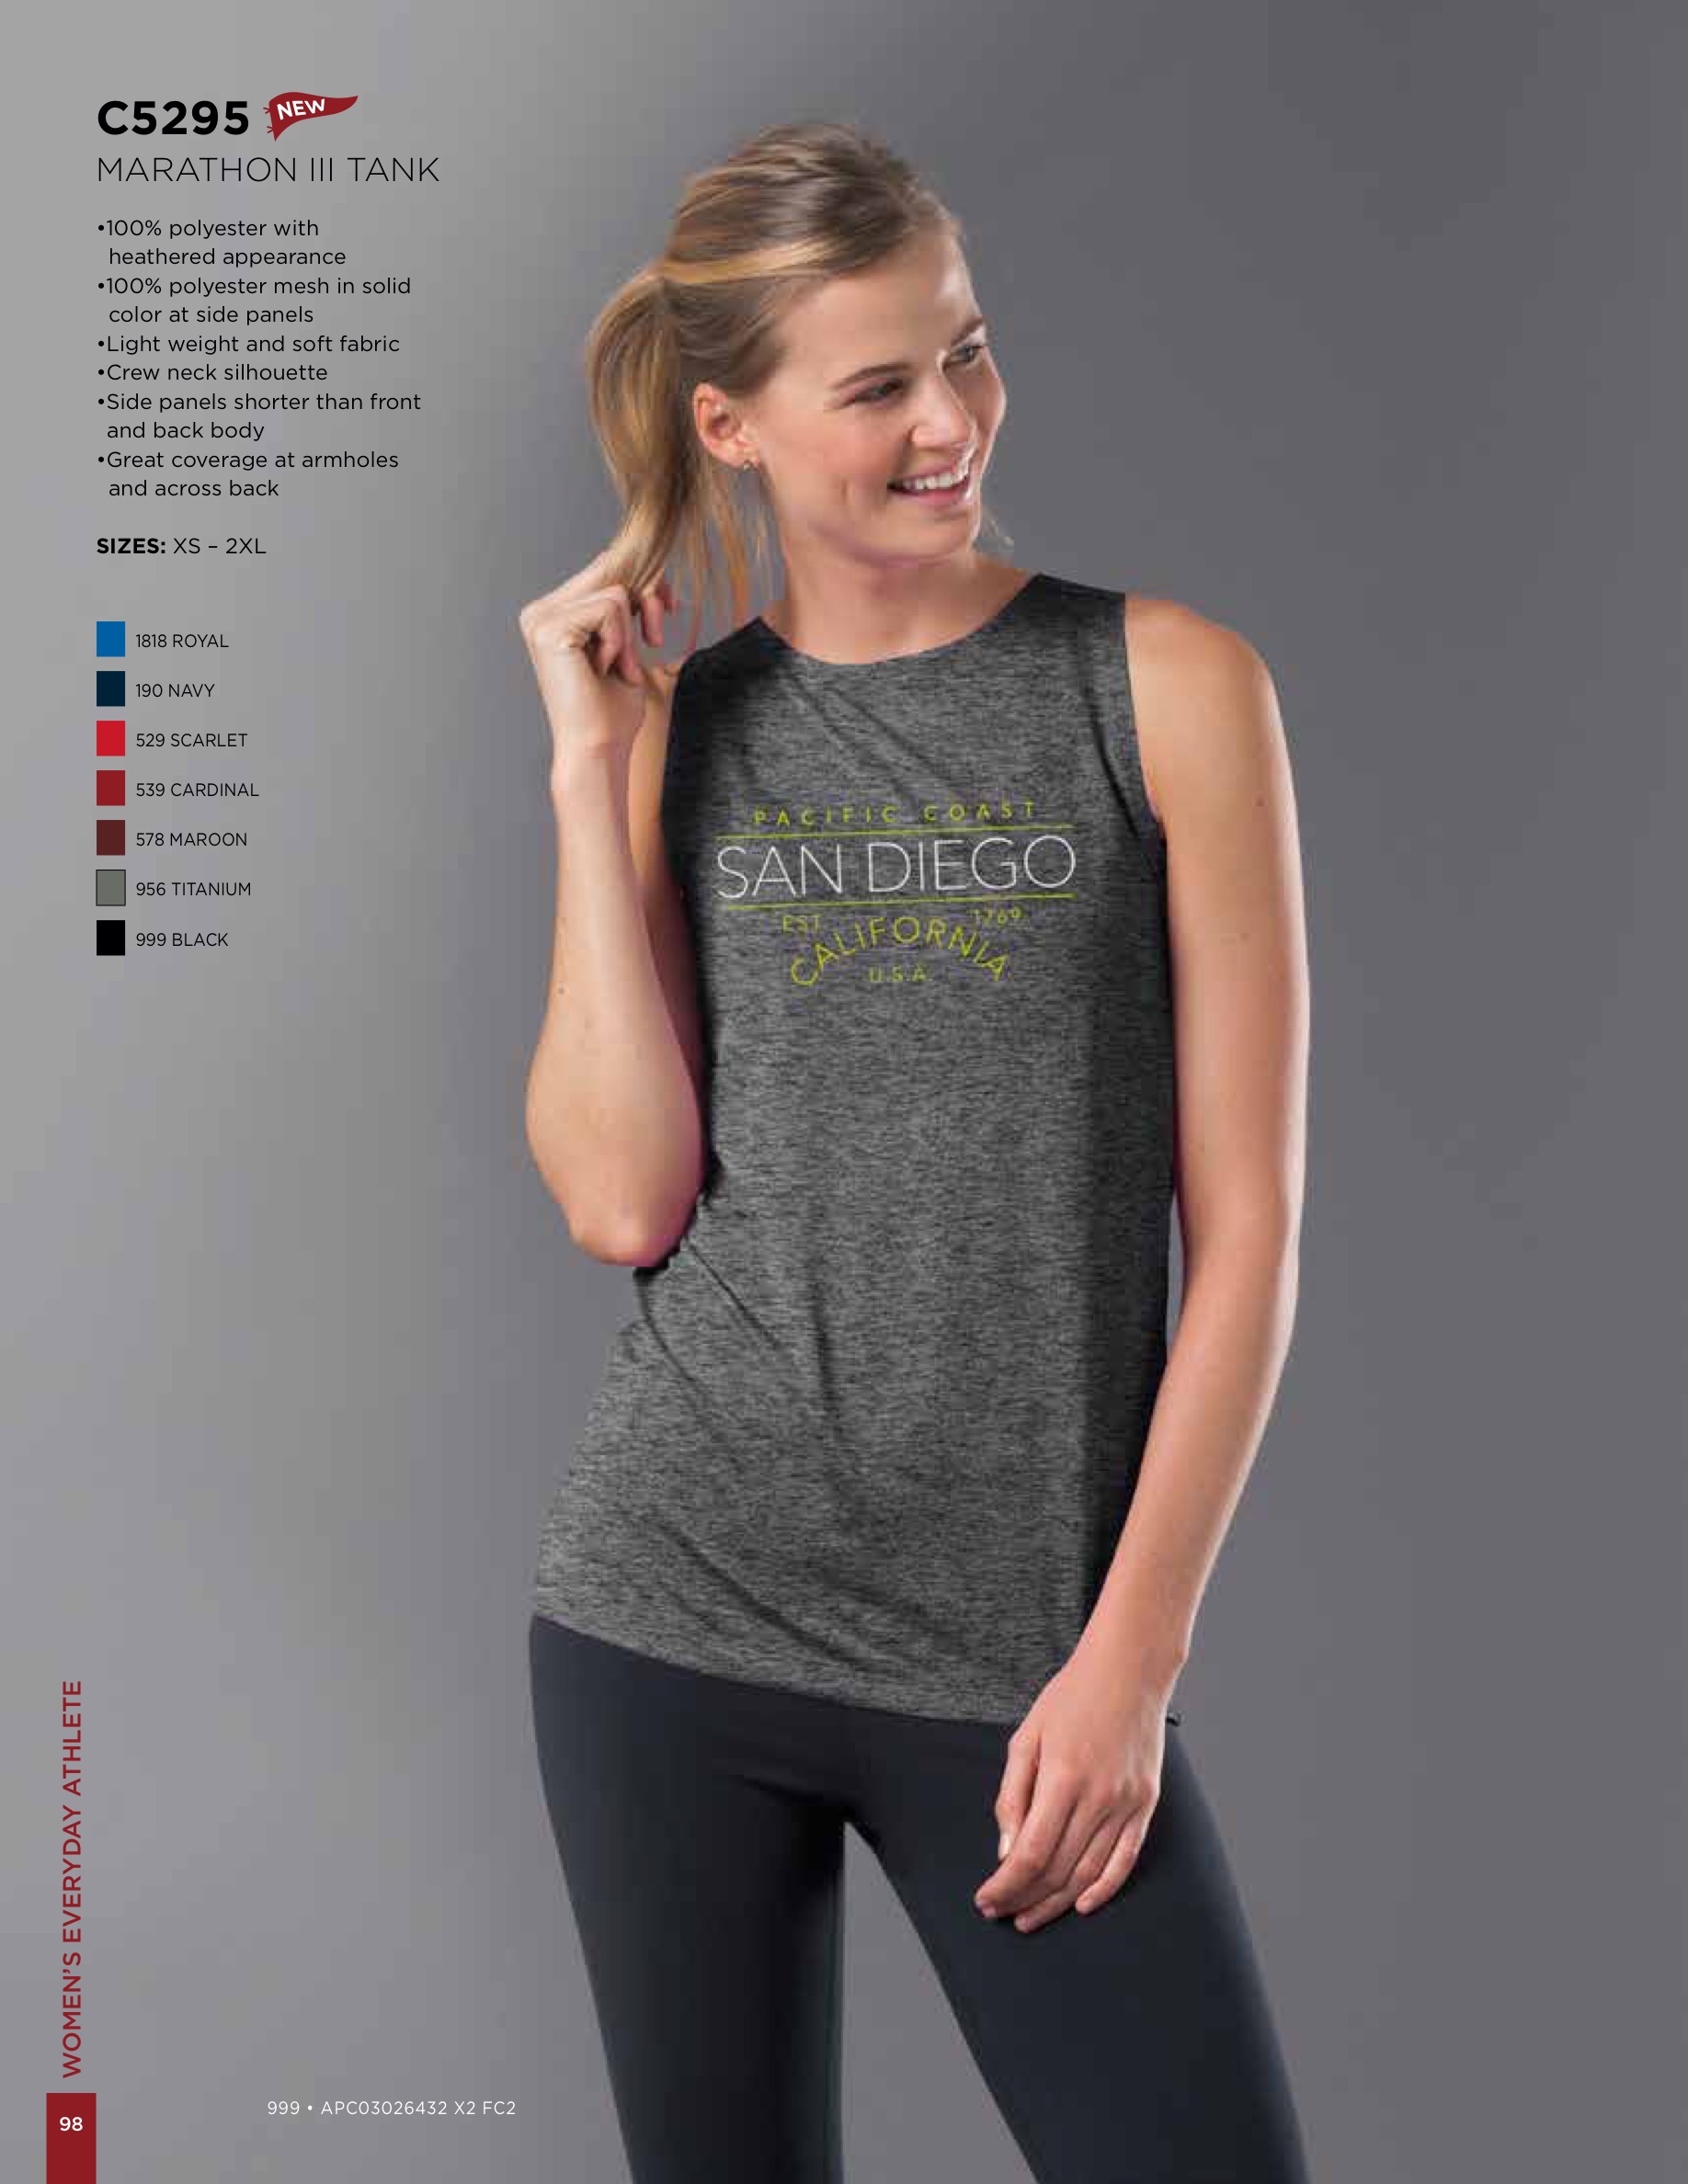 C5295 NEW
MARATHON III TANK
•100% polyester with
heathered appearance
•100% polyester mesh in solid
color at side panels
•Light weight and soft fabric
•Crew neck silhouette
•Side panels shorter than front
and back body
•Great coverage at armholes
and across back
SIZES: XS – 2XL
1818 ROYAL
190 NAVY
529 SCARLET
539 CARDINAL
578 MAROON
956 TITANIUM
999 BLACK
PACIFIC COAST
SAN DIEGO
EST. 1769
CALIFORNIA
U.S.A
WOMEN'S EVERYDAY ATHLETE
98
999 • APC03026432 X2 FC2